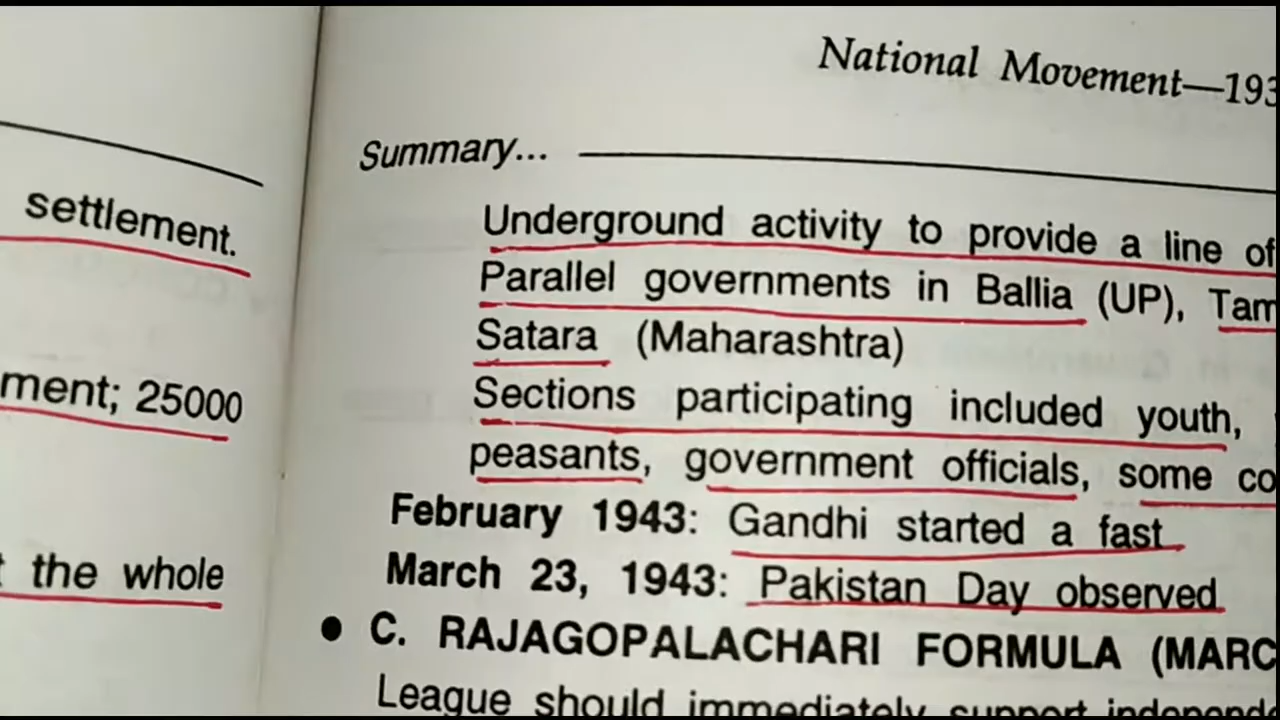 settlement.
ment; 25000
the whole
National Movement—193
Summary...
Underground activity to provide a line of
Parallel governments in Ballia (UP), Tam
Satara (Maharashtra)
Sections participating included youth,
peasants, government officials, some co
February 1943: Gandhi started a fast
March 23, 1943: Pakistan Day observed
• C. RAJAGOPALACHARI FORMULA (MARC
League should immediately support independe